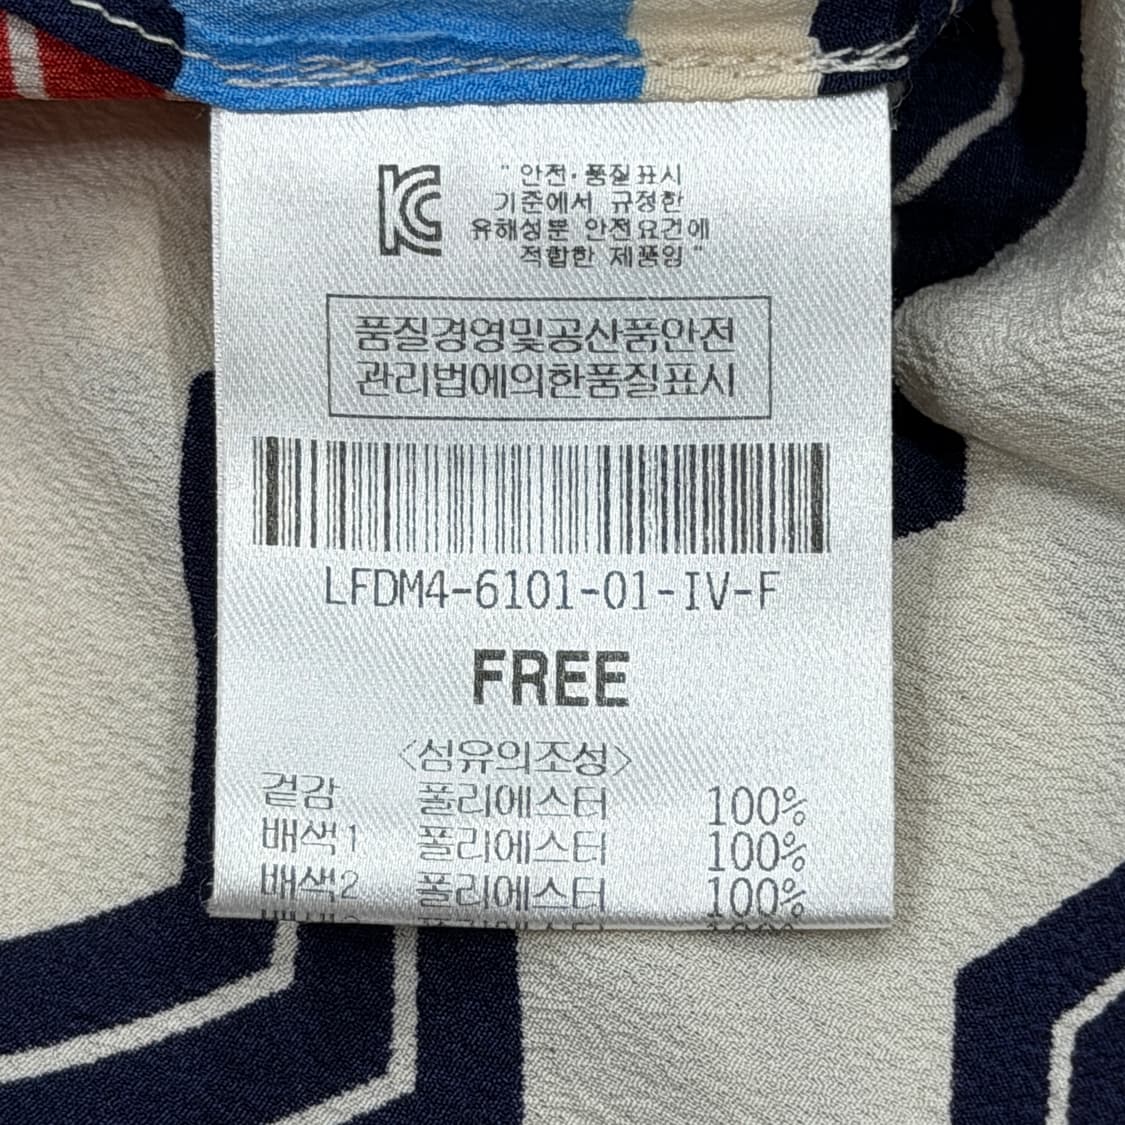 KC
" 안전·품질표시
기준에서 규정한
유해성분 안전요건에
적합한 제품임 "
품질경영및공산품안전
관리법에의한품질표시
LFDM4-6101-01-IV-F
FREE
<섬유의조성>
겉감 폴리에스터 100%
배색1 폴리에스터 100%
배색2 폴리에스터 100%